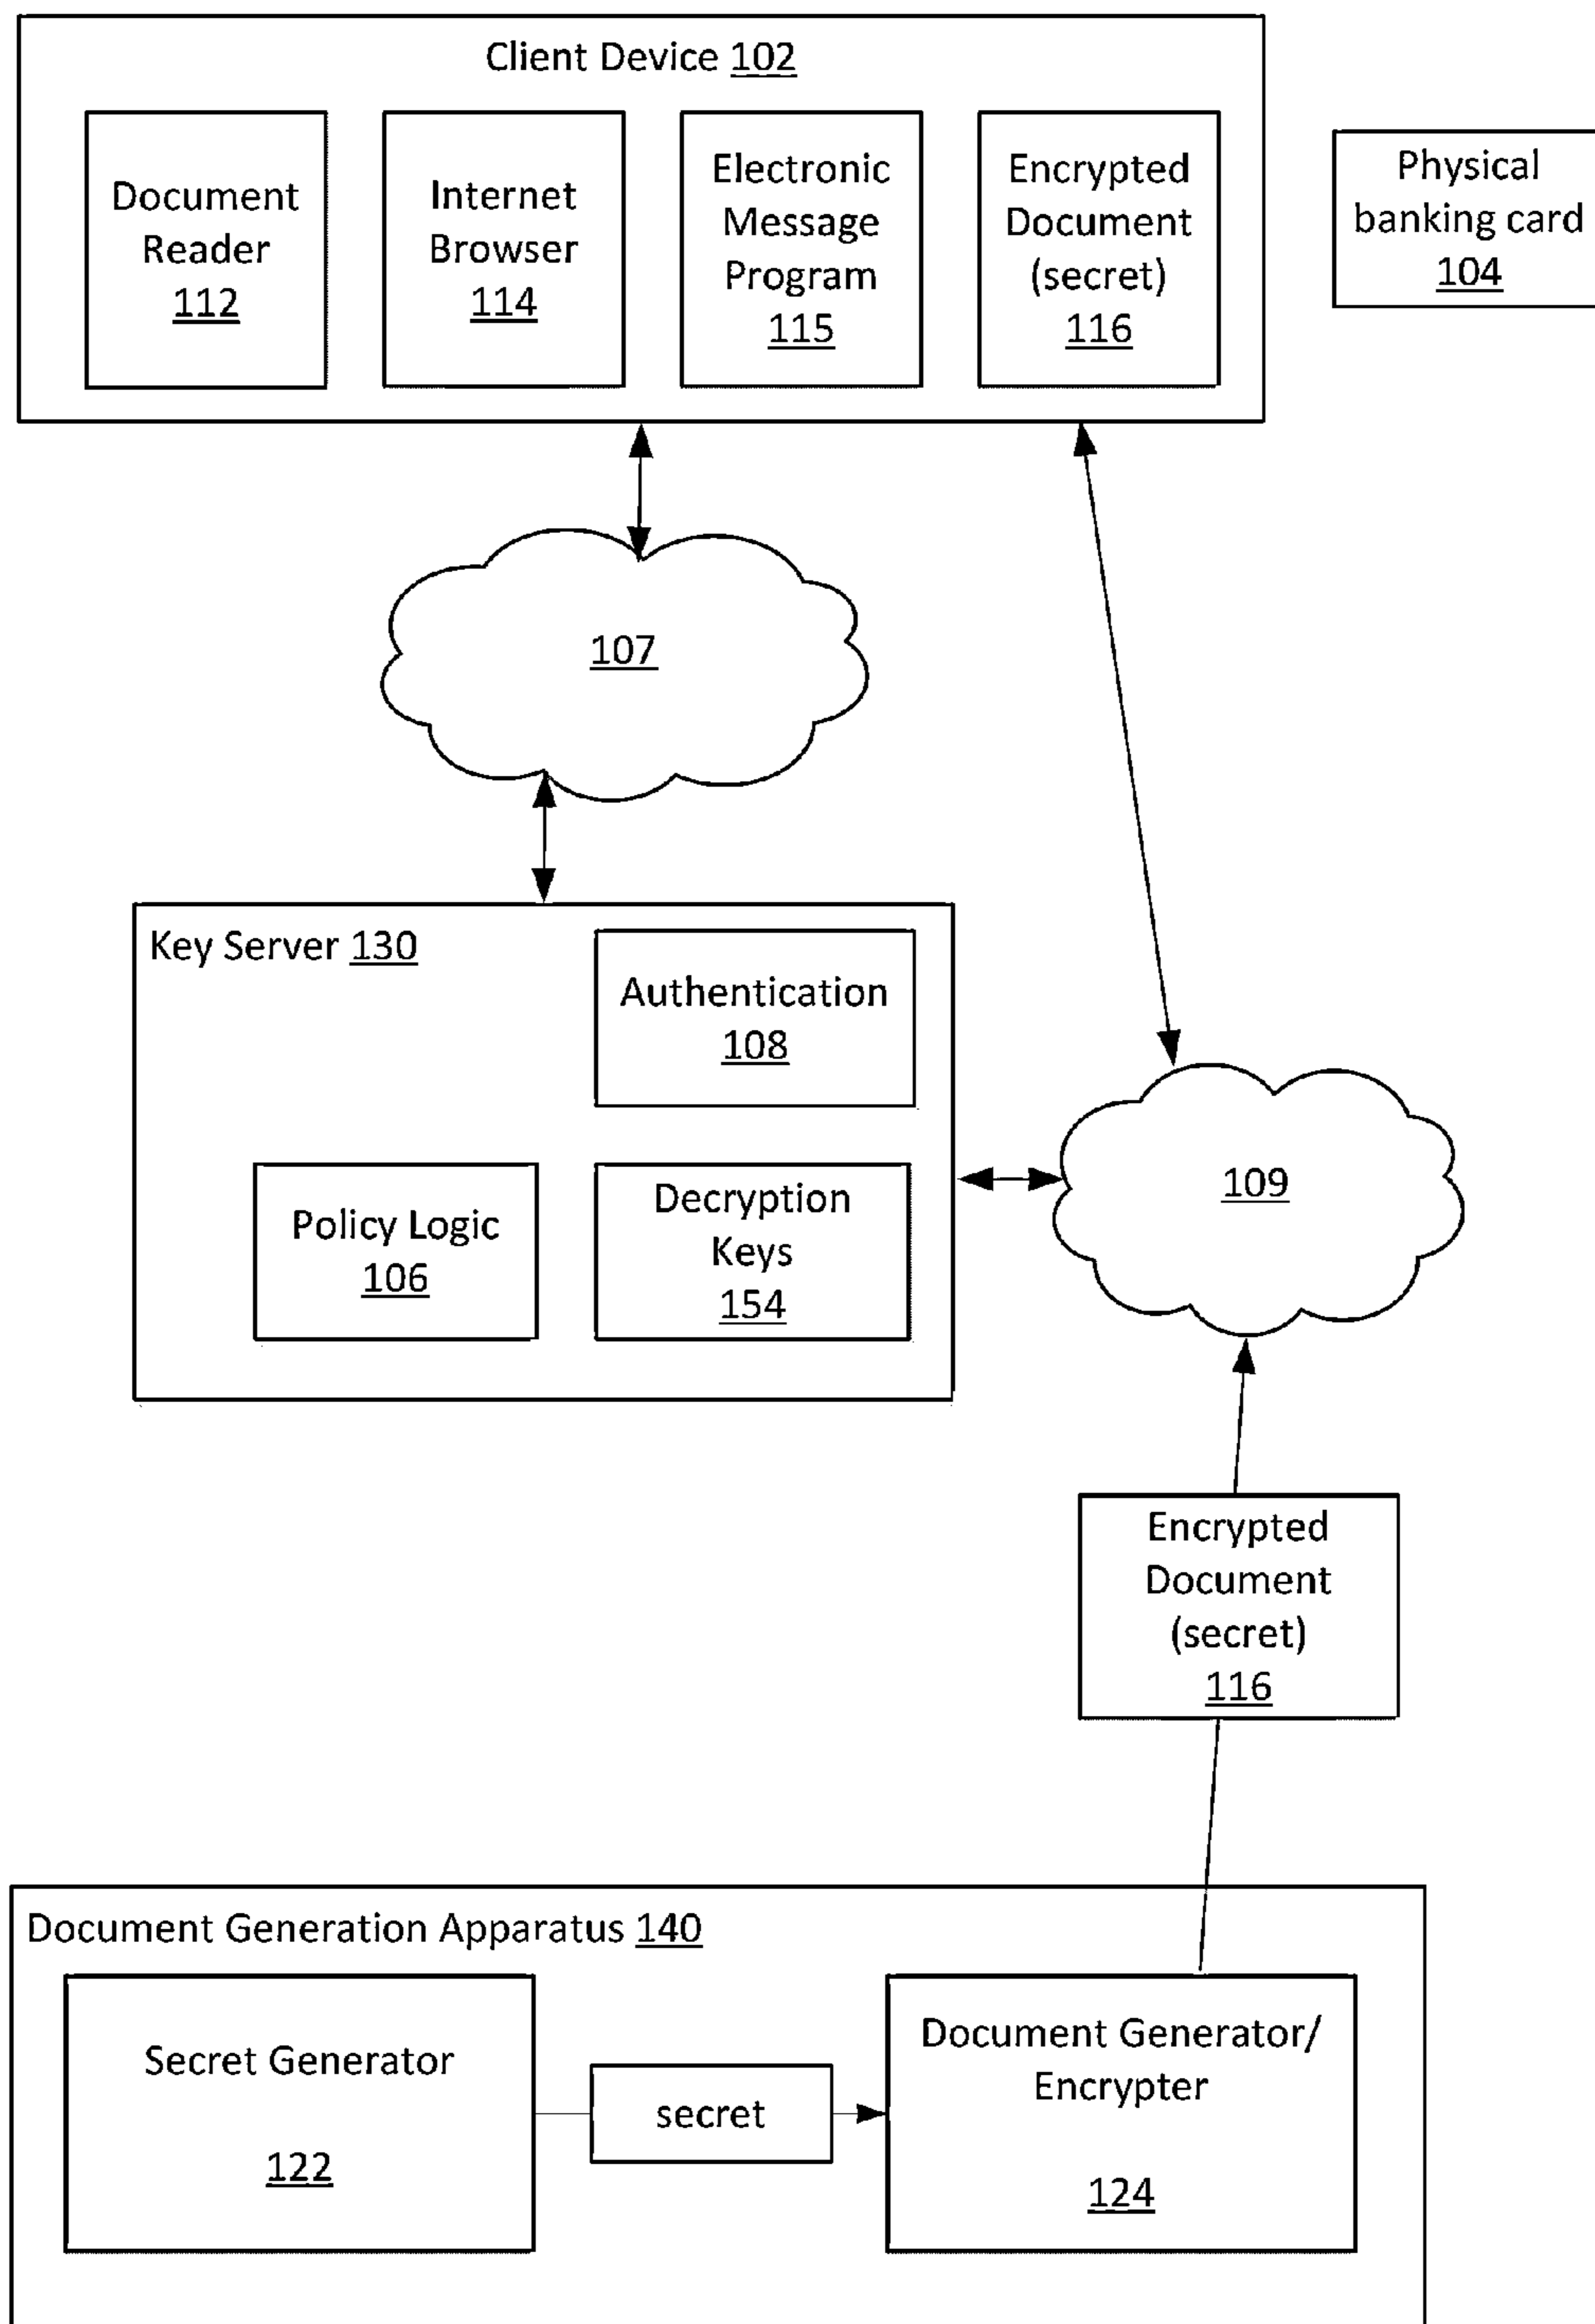 Client Device 102
Document
Reader
112
Internet
Browser
114
Electronic
Message
Program
115
Encrypted
Document
(secret)
116
Physical
banking card
104
107
Key Server 130
Authentication
108
Policy Logic
106
Decryption
Keys
154
109
Encrypted
Document
(secret)
116
Document Generation Apparatus 140
Secret Generator
122
secret
Document Generator/
Encrypter
124